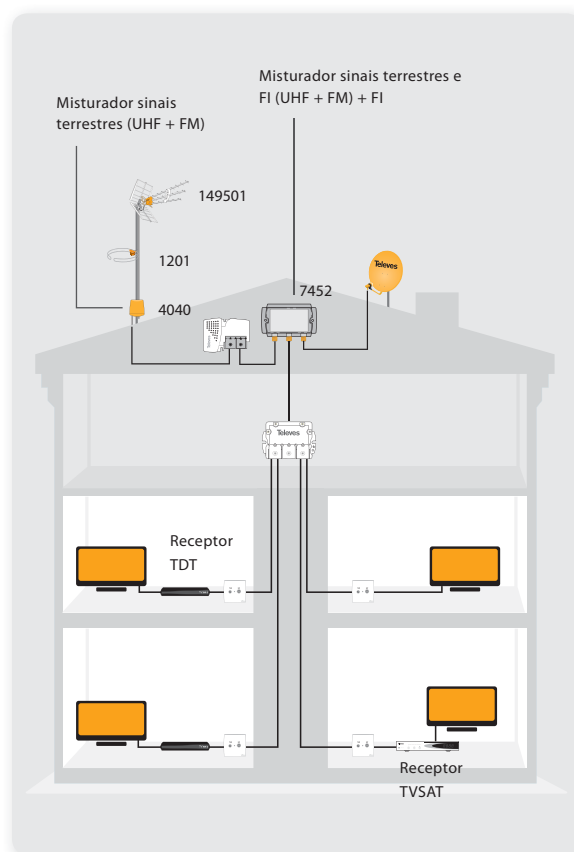 Misturador sinais terrestres e
FI (UHF + FM) + FI
Misturador sinais
terrestres (UHF + FM)
149501
1201
4040
7452
Televes
Televes
Televes
Receptor
TDT
Receptor
TVSAT